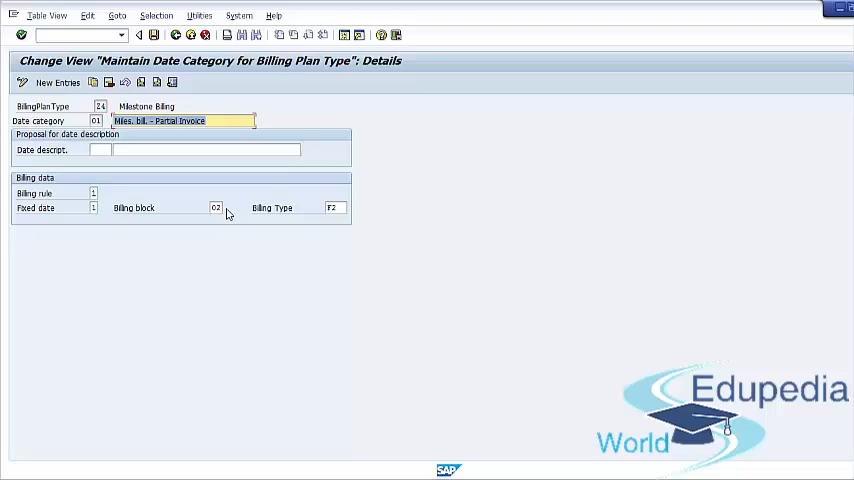 Table View Edit Goto Selection Utilities System Help
Change View "Maintain Date Category for Billing Plan Type": Details
New Entries
BillingPlanType Z4 Milestone Billing
Date category 01 Miles. bill. - Partial Invoice
Proposal for date description
Date descript.
Billing data
Billing rule 1
Fixed date 1 Billing block 02 Billing Type F2
Edupedia
World
SAP